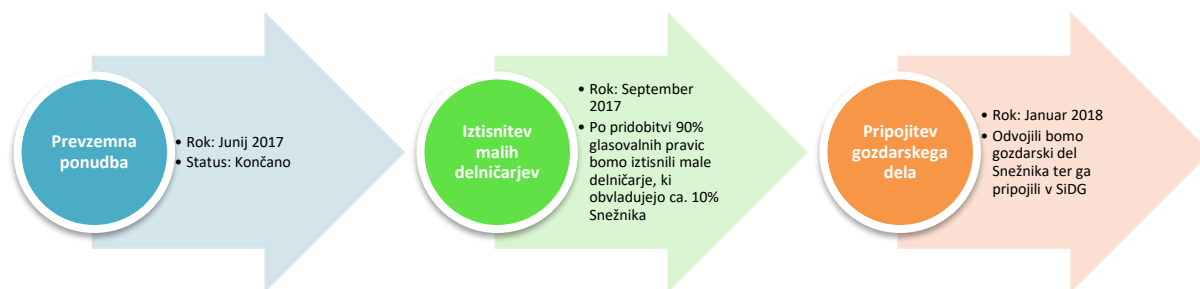 Prevzemna
ponudba
• Rok: Junij 2017
• Status: Končano
Iztisnitev
malih
delničarjev
• Rok: September
2017
• Po pridobitvi 90%
glasovalnih pravic
bomo iztisnili male
delničarje, ki
obvladujejo ca. 10%
Snežnika
Pripojitev
gozdarskega
dela
• Rok: Januar 2018
• Odvojili bomo
gozdarski del
Snežnika ter ga
pripojili v SiDG